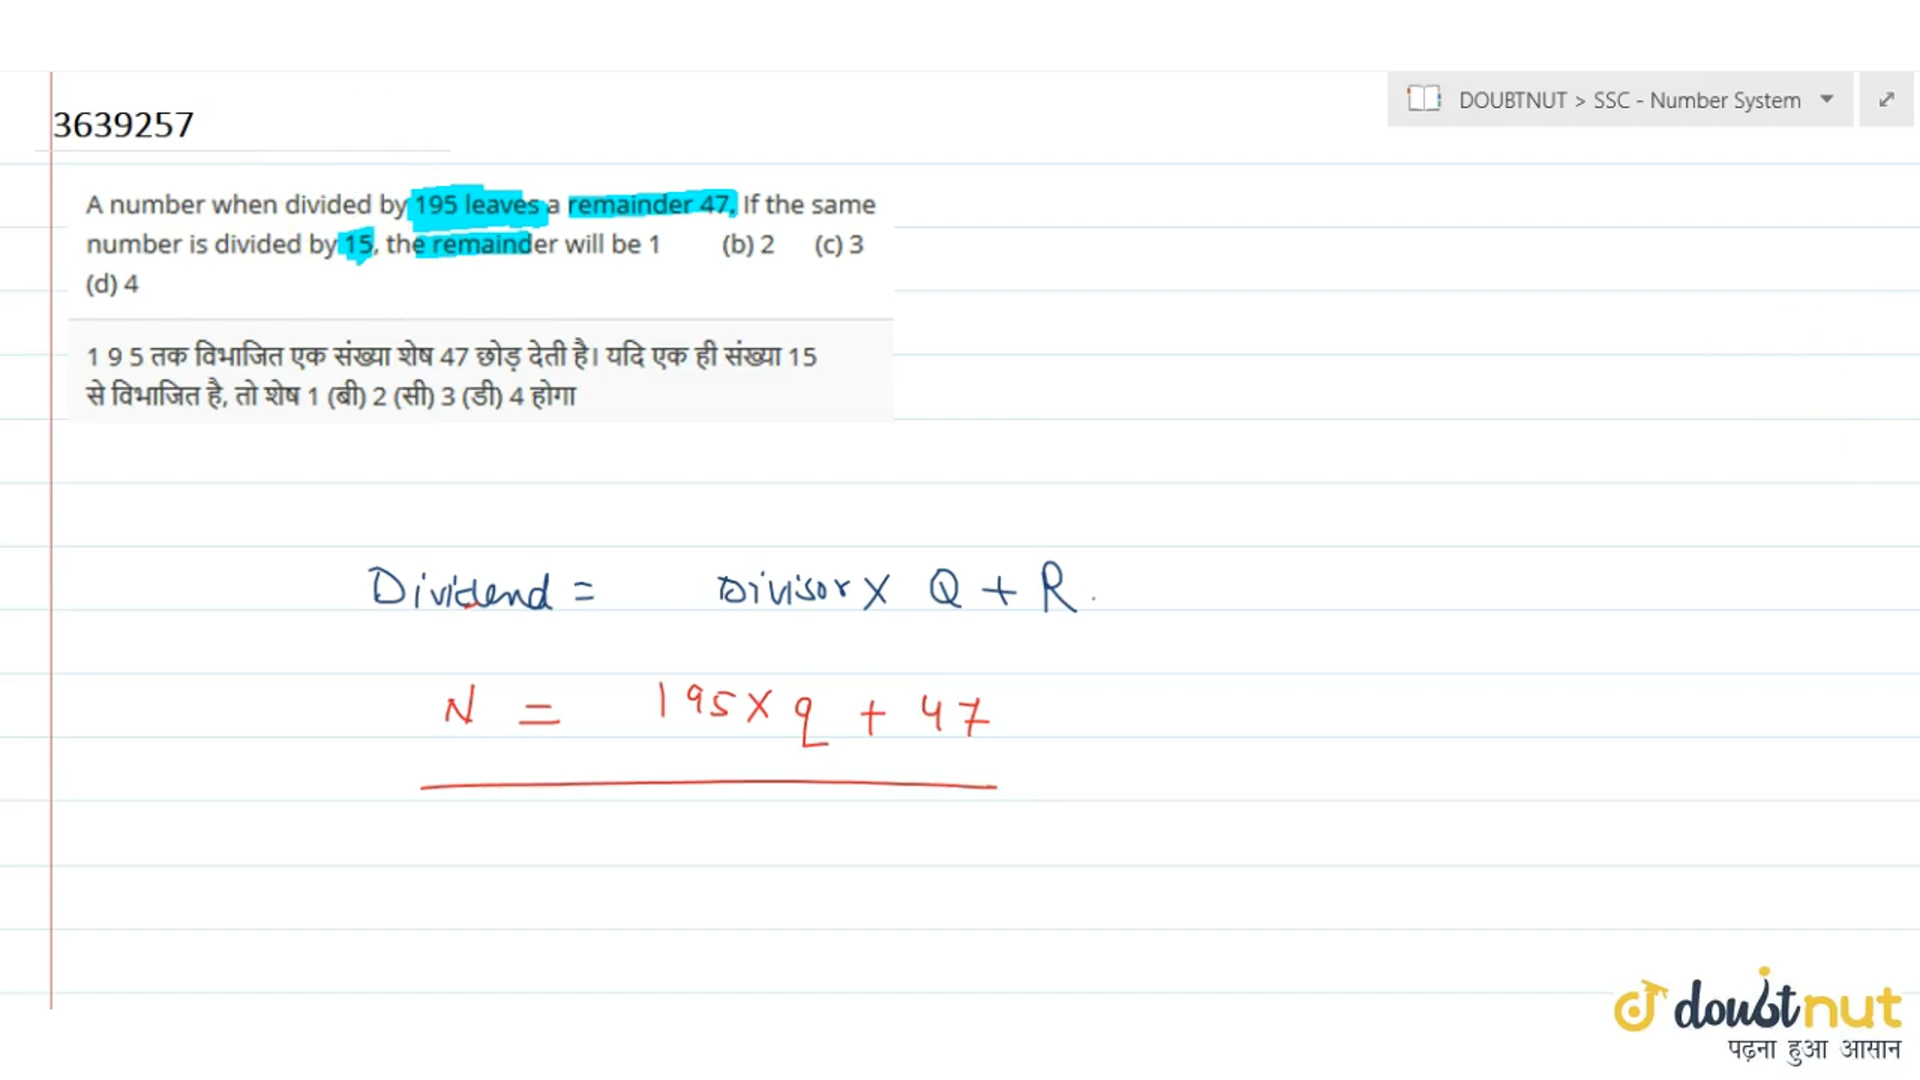 3639257
DOUBTNUT > SSC - Number System
A number when divided by 195 leaves a remainder 47. If the same
number is divided by 15, the remainder will be 1 (b) 2 (c) 3
(d) 4
1 9 5 तक विभाजित एक संख्या शेष 47 छोड़ देती है। यदि एक ही संख्या 15
से विभाजित है, तो शेष 1 (बी) 2 (सी) 3 (डी) 4 होगा
Dividend = Divisor X Q + R.
N = 195 X q + 47
doubtnut
पढ़ना हुआ आसान